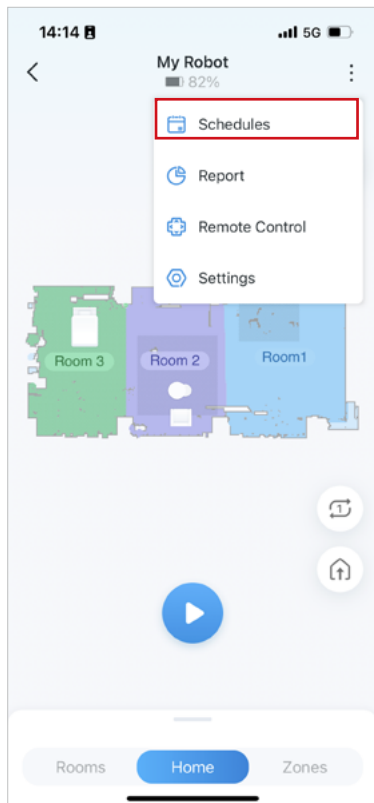 14:14 5G
My Robot
82%
Schedules
Report
Remote Control
Settings
Room 3 Room 2 Room1
1
Rooms Home Zones